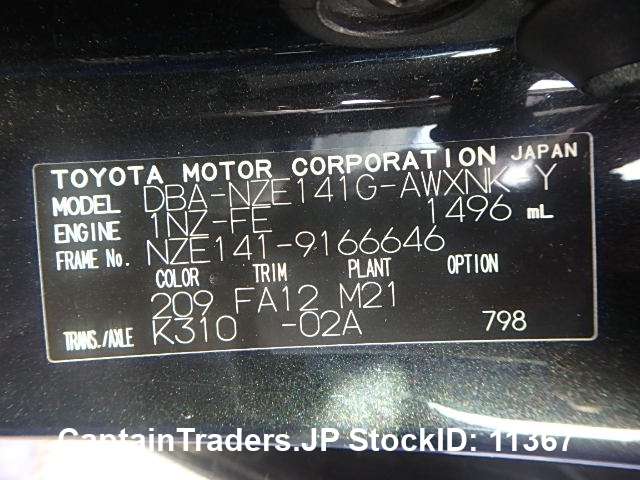 TOYOTA MOTOR CORPORATION JAPAN
MODEL DBA-NZE141G-AWXNK-Y
ENGINE 1NZ-FE 1496 mL
FRAME No. NZE141-9166646
COLOR TRIM PLANT OPTION
209 FA12 M21
TRANS./AXLE K310 -02A 798
CaptainTraders.JP StockID: 11367